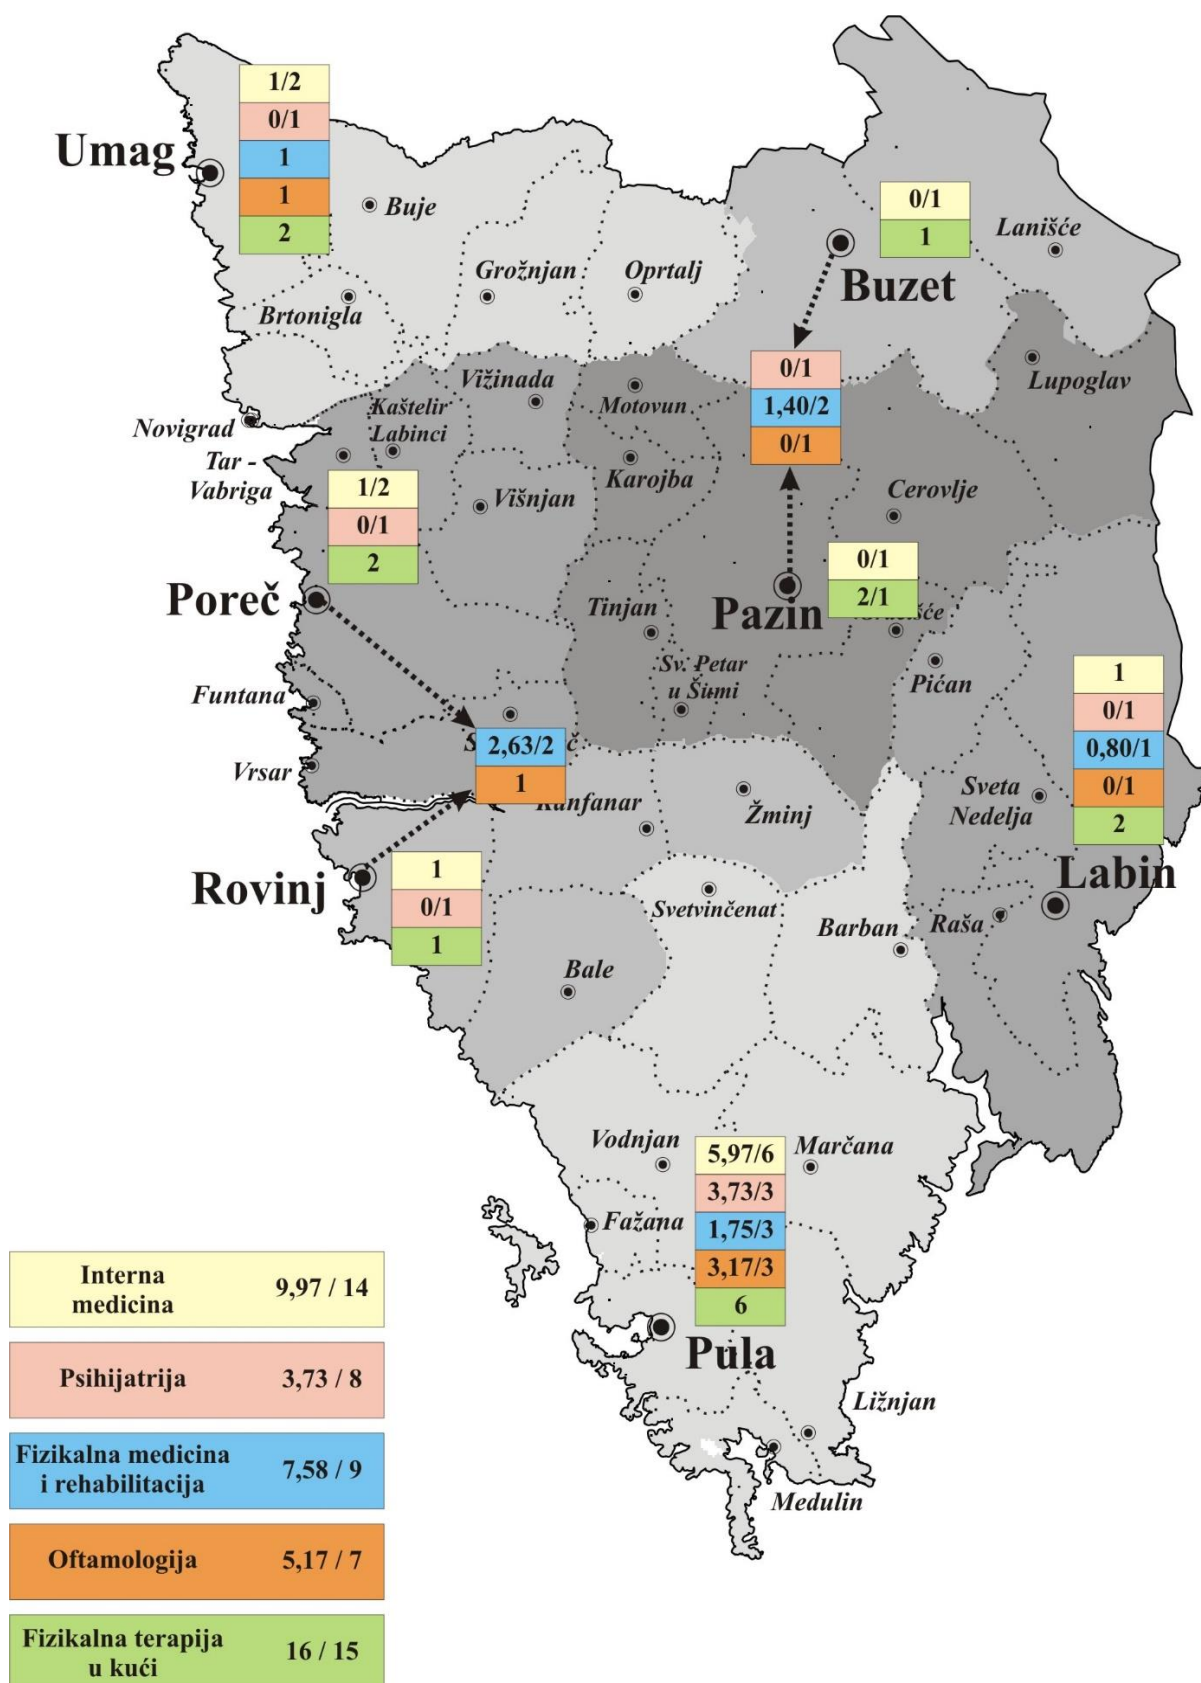 1/2
0/1
Umag
1
1
2
Buje
0/1
1
Lanišće
Buzet
Grožnjan
Oprtalj
Brtonigla
0/1
1,40/2
0/1
Lupoglav
Vižinada
Motovun
Kaštelir
Labinci
Novigrad
Tar -
Vabriga
Karojba
1/2
0/1
2
Višnjan
Cerovlje
0/1
2/1
Poreč
Tinjan
Pazin
Sv. Petar
u Šumi
Pićan
1
0/1
0,80/1
0/1
2
Funtana
2,63/2
1
Vrsar
Kanfanar
Žminj
Sveta
Nedelja
Labin
Rovinj
1
0/1
1
Svetvinčenat
Barban
Raša
Bale
Vodnjan
5,97/6
3,73/3
1,75/3
3,17/3
6
Marčana
Fažana
Pula
Ližnjan
Medulin
Interna
medicina 9,97 / 14
Psihijatrija 3,73 / 8
Fizikalna medicina
i rehabilitacija 7,58 / 9
Oftamologija 5,17 / 7
Fizikalna terapija
u kući 16 / 15